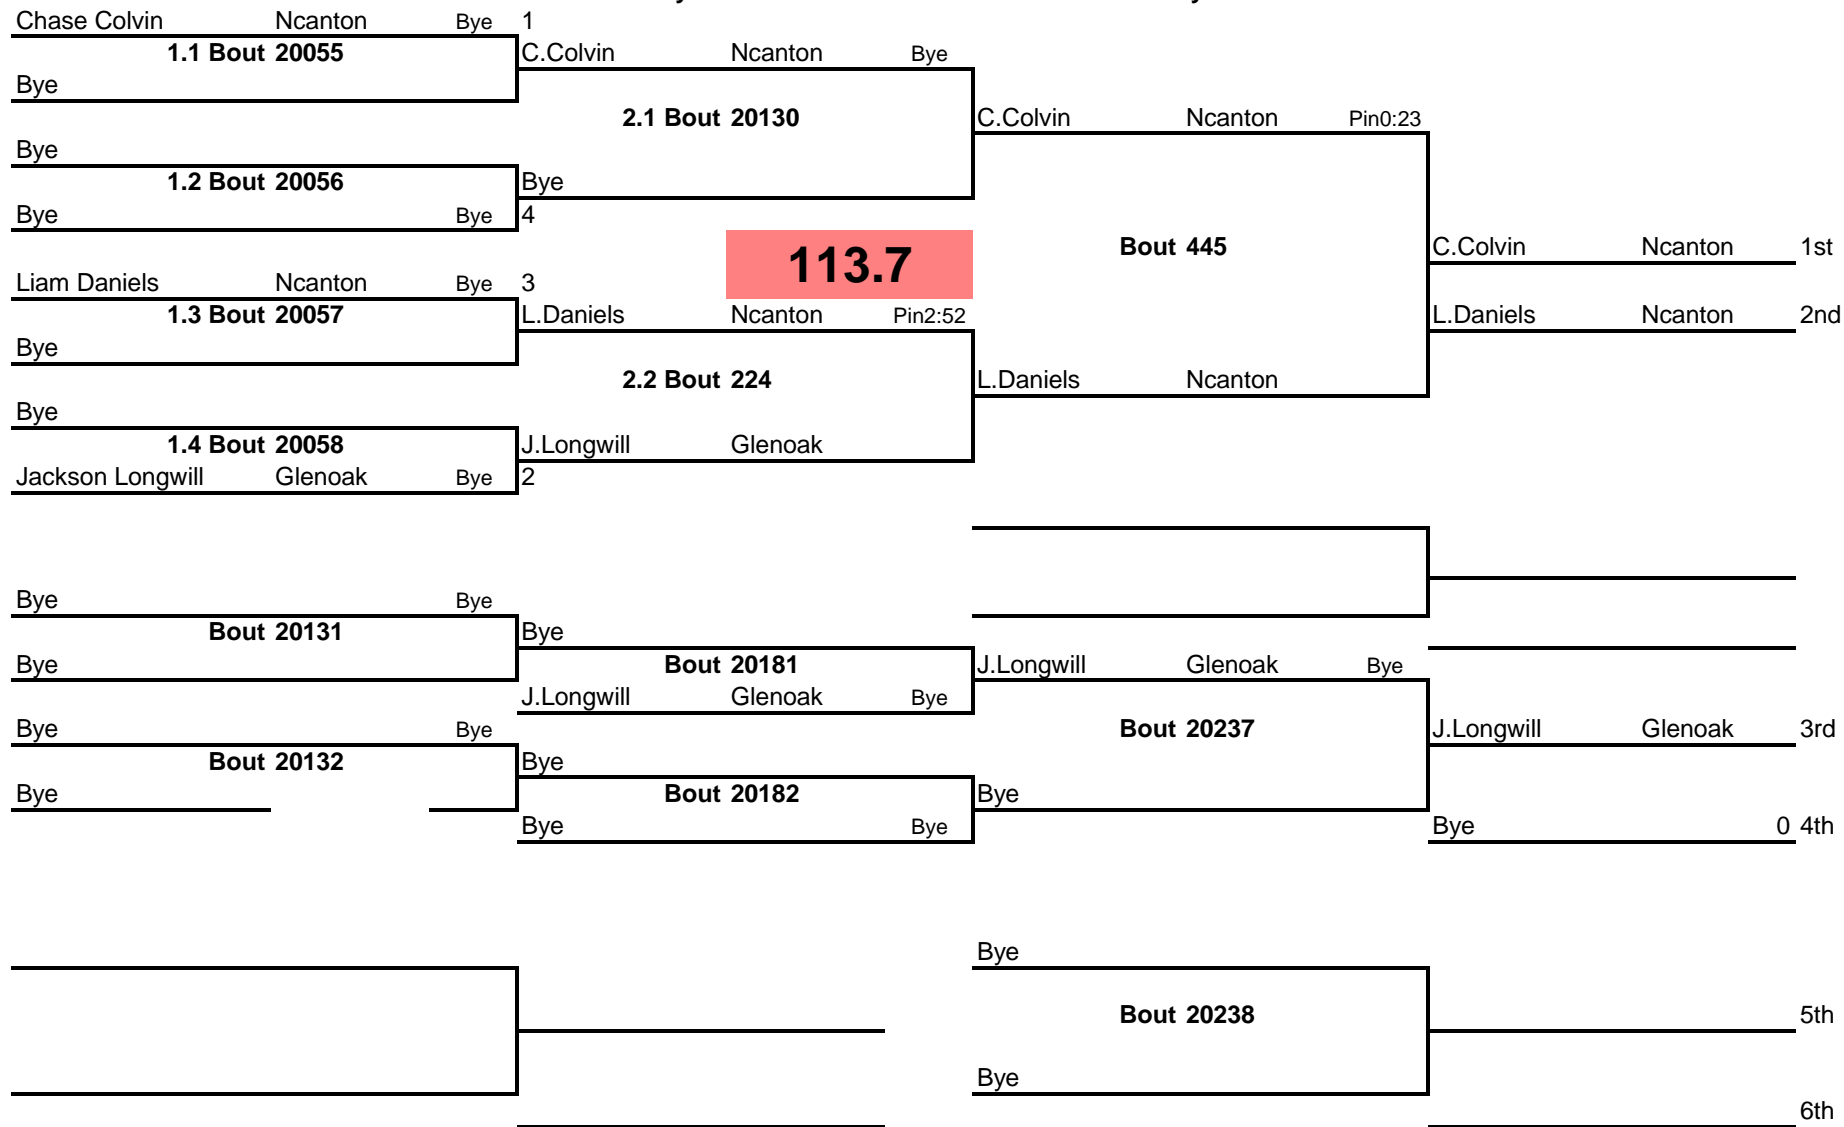 Chase Colvin Ncanton Bye 1
1.1 Bout 20055 C.Colvin Ncanton Bye
Bye
2.1 Bout 20130 C.Colvin Ncanton Pin0:23
Bye
1.2 Bout 20056 Bye
Bye Bye 4
113.7 Bout 445 C.Colvin Ncanton 1st
Liam Daniels Ncanton Bye 3
1.3 Bout 20057 L.Daniels Ncanton Pin2:52 L.Daniels Ncanton 2nd
Bye
2.2 Bout 224 L.Daniels Ncanton
Bye
1.4 Bout 20058 J.Longwill Glenoak
Jackson Longwill Glenoak Bye 2
Bye Bye
Bout 20131 Bye
Bye Bout 20181 J.Longwill Glenoak Bye
J.Longwill Glenoak Bye
Bye Bye Bout 20237 J.Longwill Glenoak 3rd
Bout 20132 Bye
Bye Bout 20182 Bye
Bye Bye Bye 0 4th
Bye
Bout 20238 5th
Bye
6th